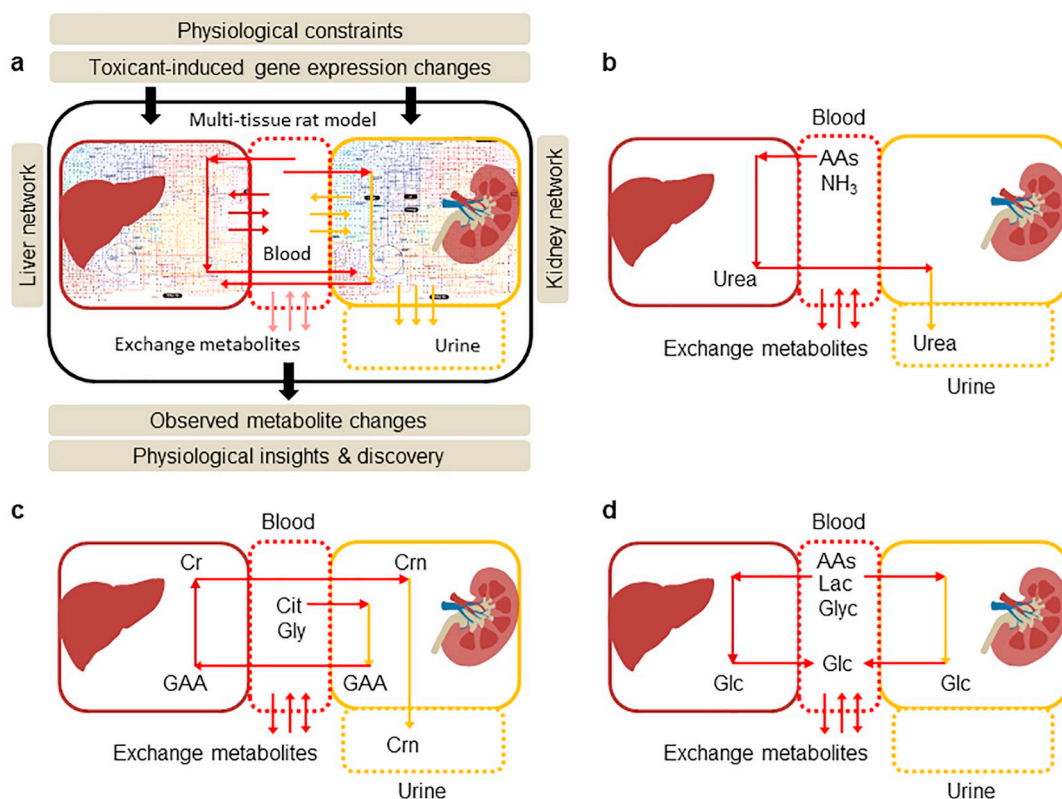 Physiological constraints
a
Toxicant-induced gene expression changes
Multi-tissue rat model
Liver network
Kidney network
Blood
Exchange metabolites
Urine
Observed metabolite changes
Physiological insights & discovery
b
Blood
AAs
NH3
Urea
Urea
Exchange metabolites
Urine
c
Blood
Cr
Crn
Cit
Gly
GAA
GAA
Exchange metabolites
Crn
Urine
d
Blood
AAs
Lac
Glyc
Glc
Glc
Glc
Exchange metabolites
Urine